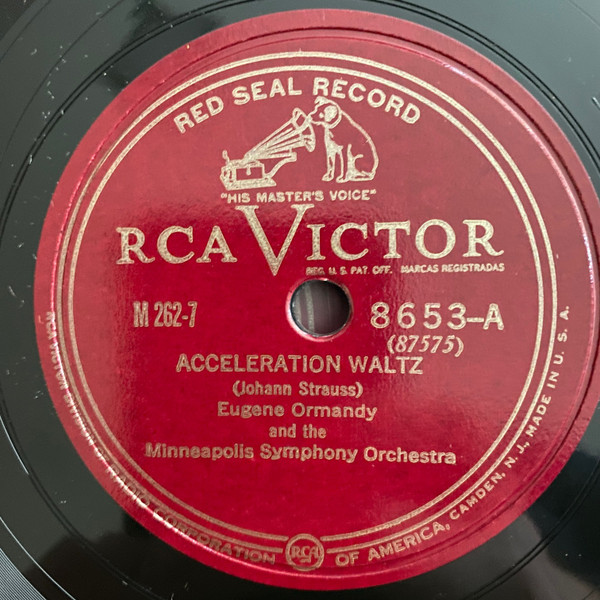 RED SEAL RECORD
"HIS MASTER'S VOICE"
RCA VICTOR
REG. U. S. PAT. OFF. MARCAS REGISTRADAS
M 262-7
8653-A
(87575)
ACCELERATION WALTZ
(Johann Strauss)
Eugene Ormandy
and the
Minneapolis Symphony Orchestra
RADIO CORPORATION RCA OF AMERICA, CAMDEN, N. J., MADE IN U. S. A.